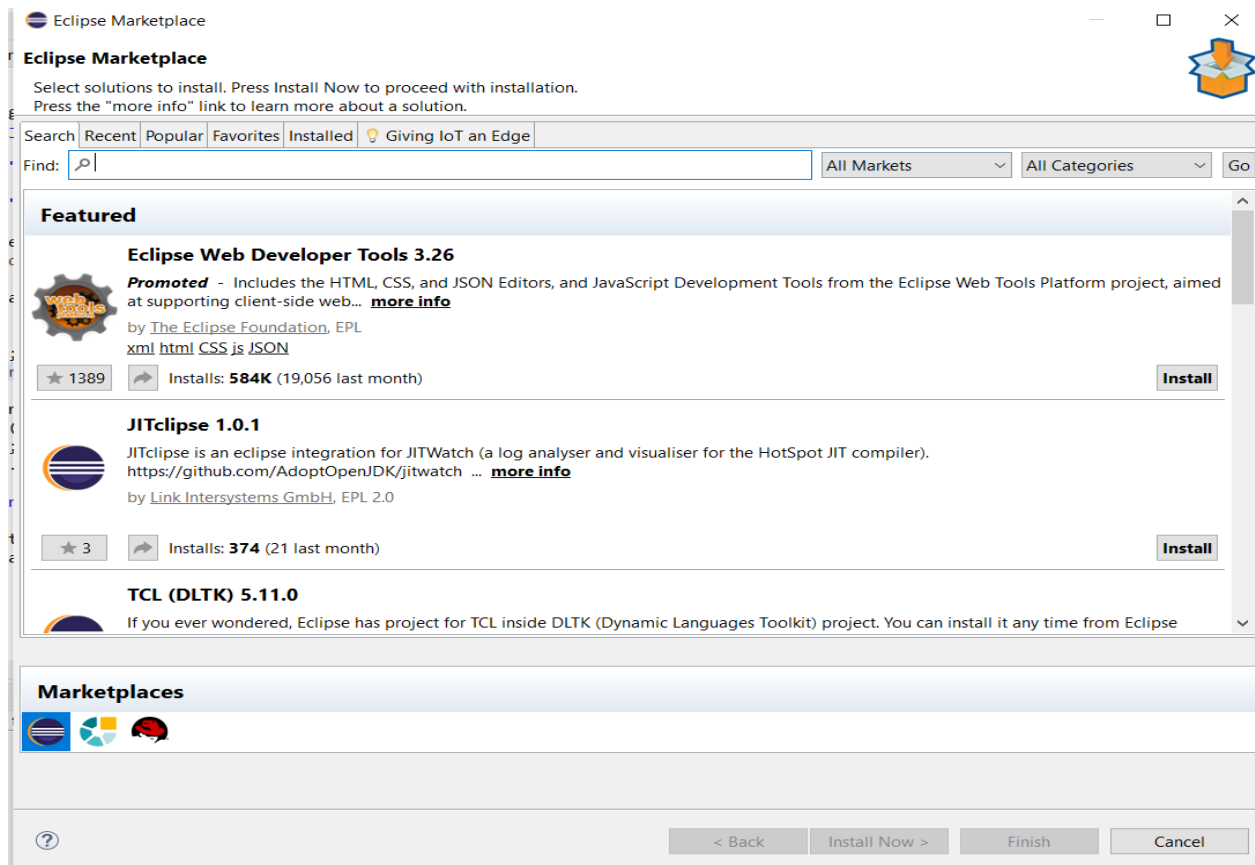 Eclipse Marketplace
Eclipse Marketplace
Select solutions to install. Press Install Now to proceed with installation.
Press the "more info" link to learn more about a solution.
Search Recent Popular Favorites Installed Giving IoT an Edge
Find: All Markets All Categories Go
Featured
Eclipse Web Developer Tools 3.26
Promoted - Includes the HTML, CSS, and JSON Editors, and JavaScript Development Tools from the Eclipse Web Tools Platform project, aimed
at supporting client-side web... more info
web
tools
platform
by The Eclipse Foundation, EPL
xml html CSS js JSON
1389 Installs: 584K (19,056 last month) Install
JITclipse 1.0.1
JITclipse is an eclipse integration for JITWatch (a log analyser and visualiser for the HotSpot JIT compiler).
https://github.com/AdoptOpenJDK/jitwatch ... more info
by Link Intersystems GmbH, EPL 2.0
3 Installs: 374 (21 last month) Install
TCL (DLTK) 5.11.0
If you ever wondered, Eclipse has project for TCL inside DLTK (Dynamic Languages Toolkit) project. You can install it any time from Eclipse
Marketplaces
? < Back Install Now > Finish Cancel